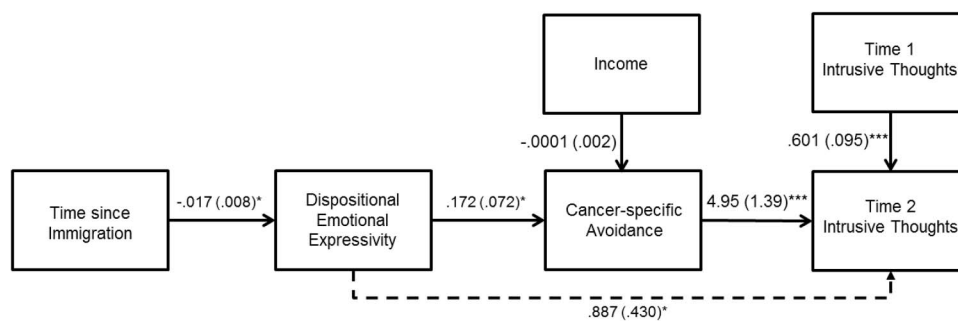 Income
Time 1
Intrusive Thoughts
-.0001 (.002)
.601 (.095)***
Time since
Immigration
-.017 (.008)*
Dispositional
Emotional
Expressivity
.172 (.072)*
Cancer-specific
Avoidance
4.95 (1.39)***
Time 2
Intrusive Thoughts
.887 (.430)*